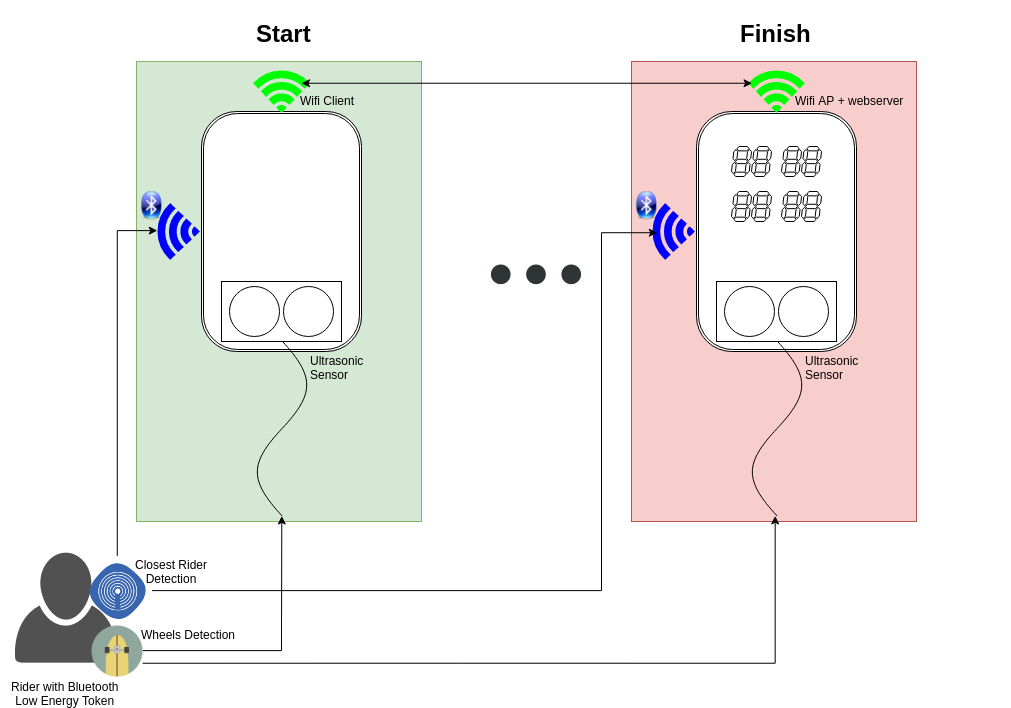 Start
Finish
Wifi Client
Wifi AP + webserver
88 88
88 88
Ultrasonic
Sensor
Ultrasonic
Sensor
Closest Rider
Detection
Wheels Detection
Rider with Bluetooth
Low Energy Token